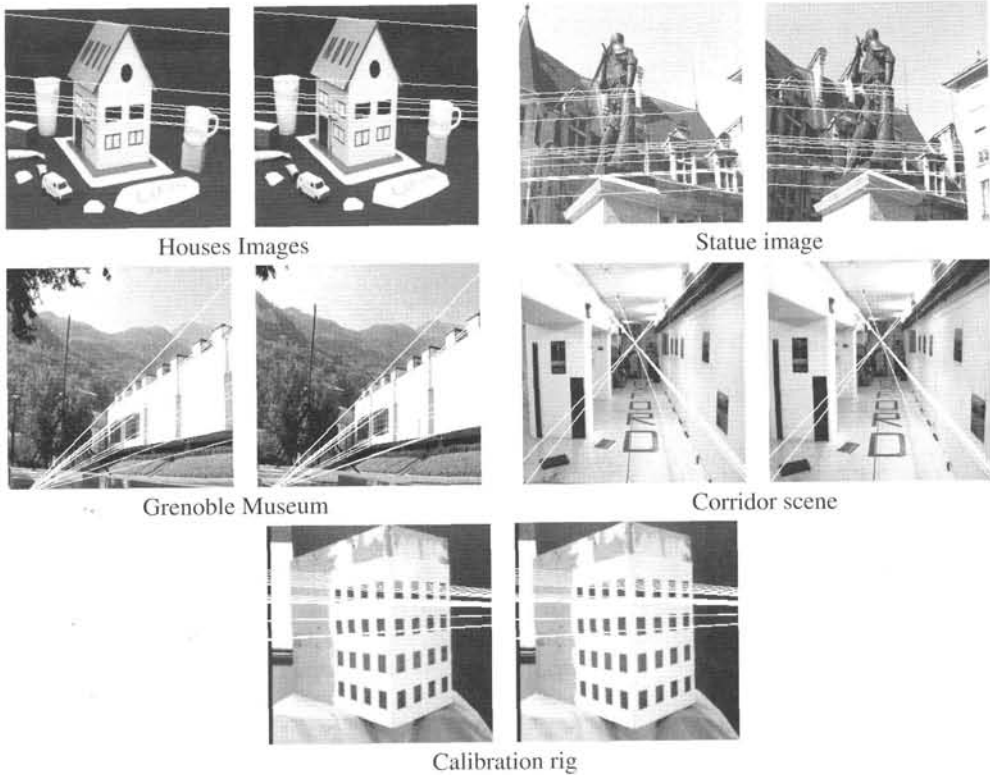 Houses Images
Statue image
Grenoble Museum
Corridor scene
Calibration rig